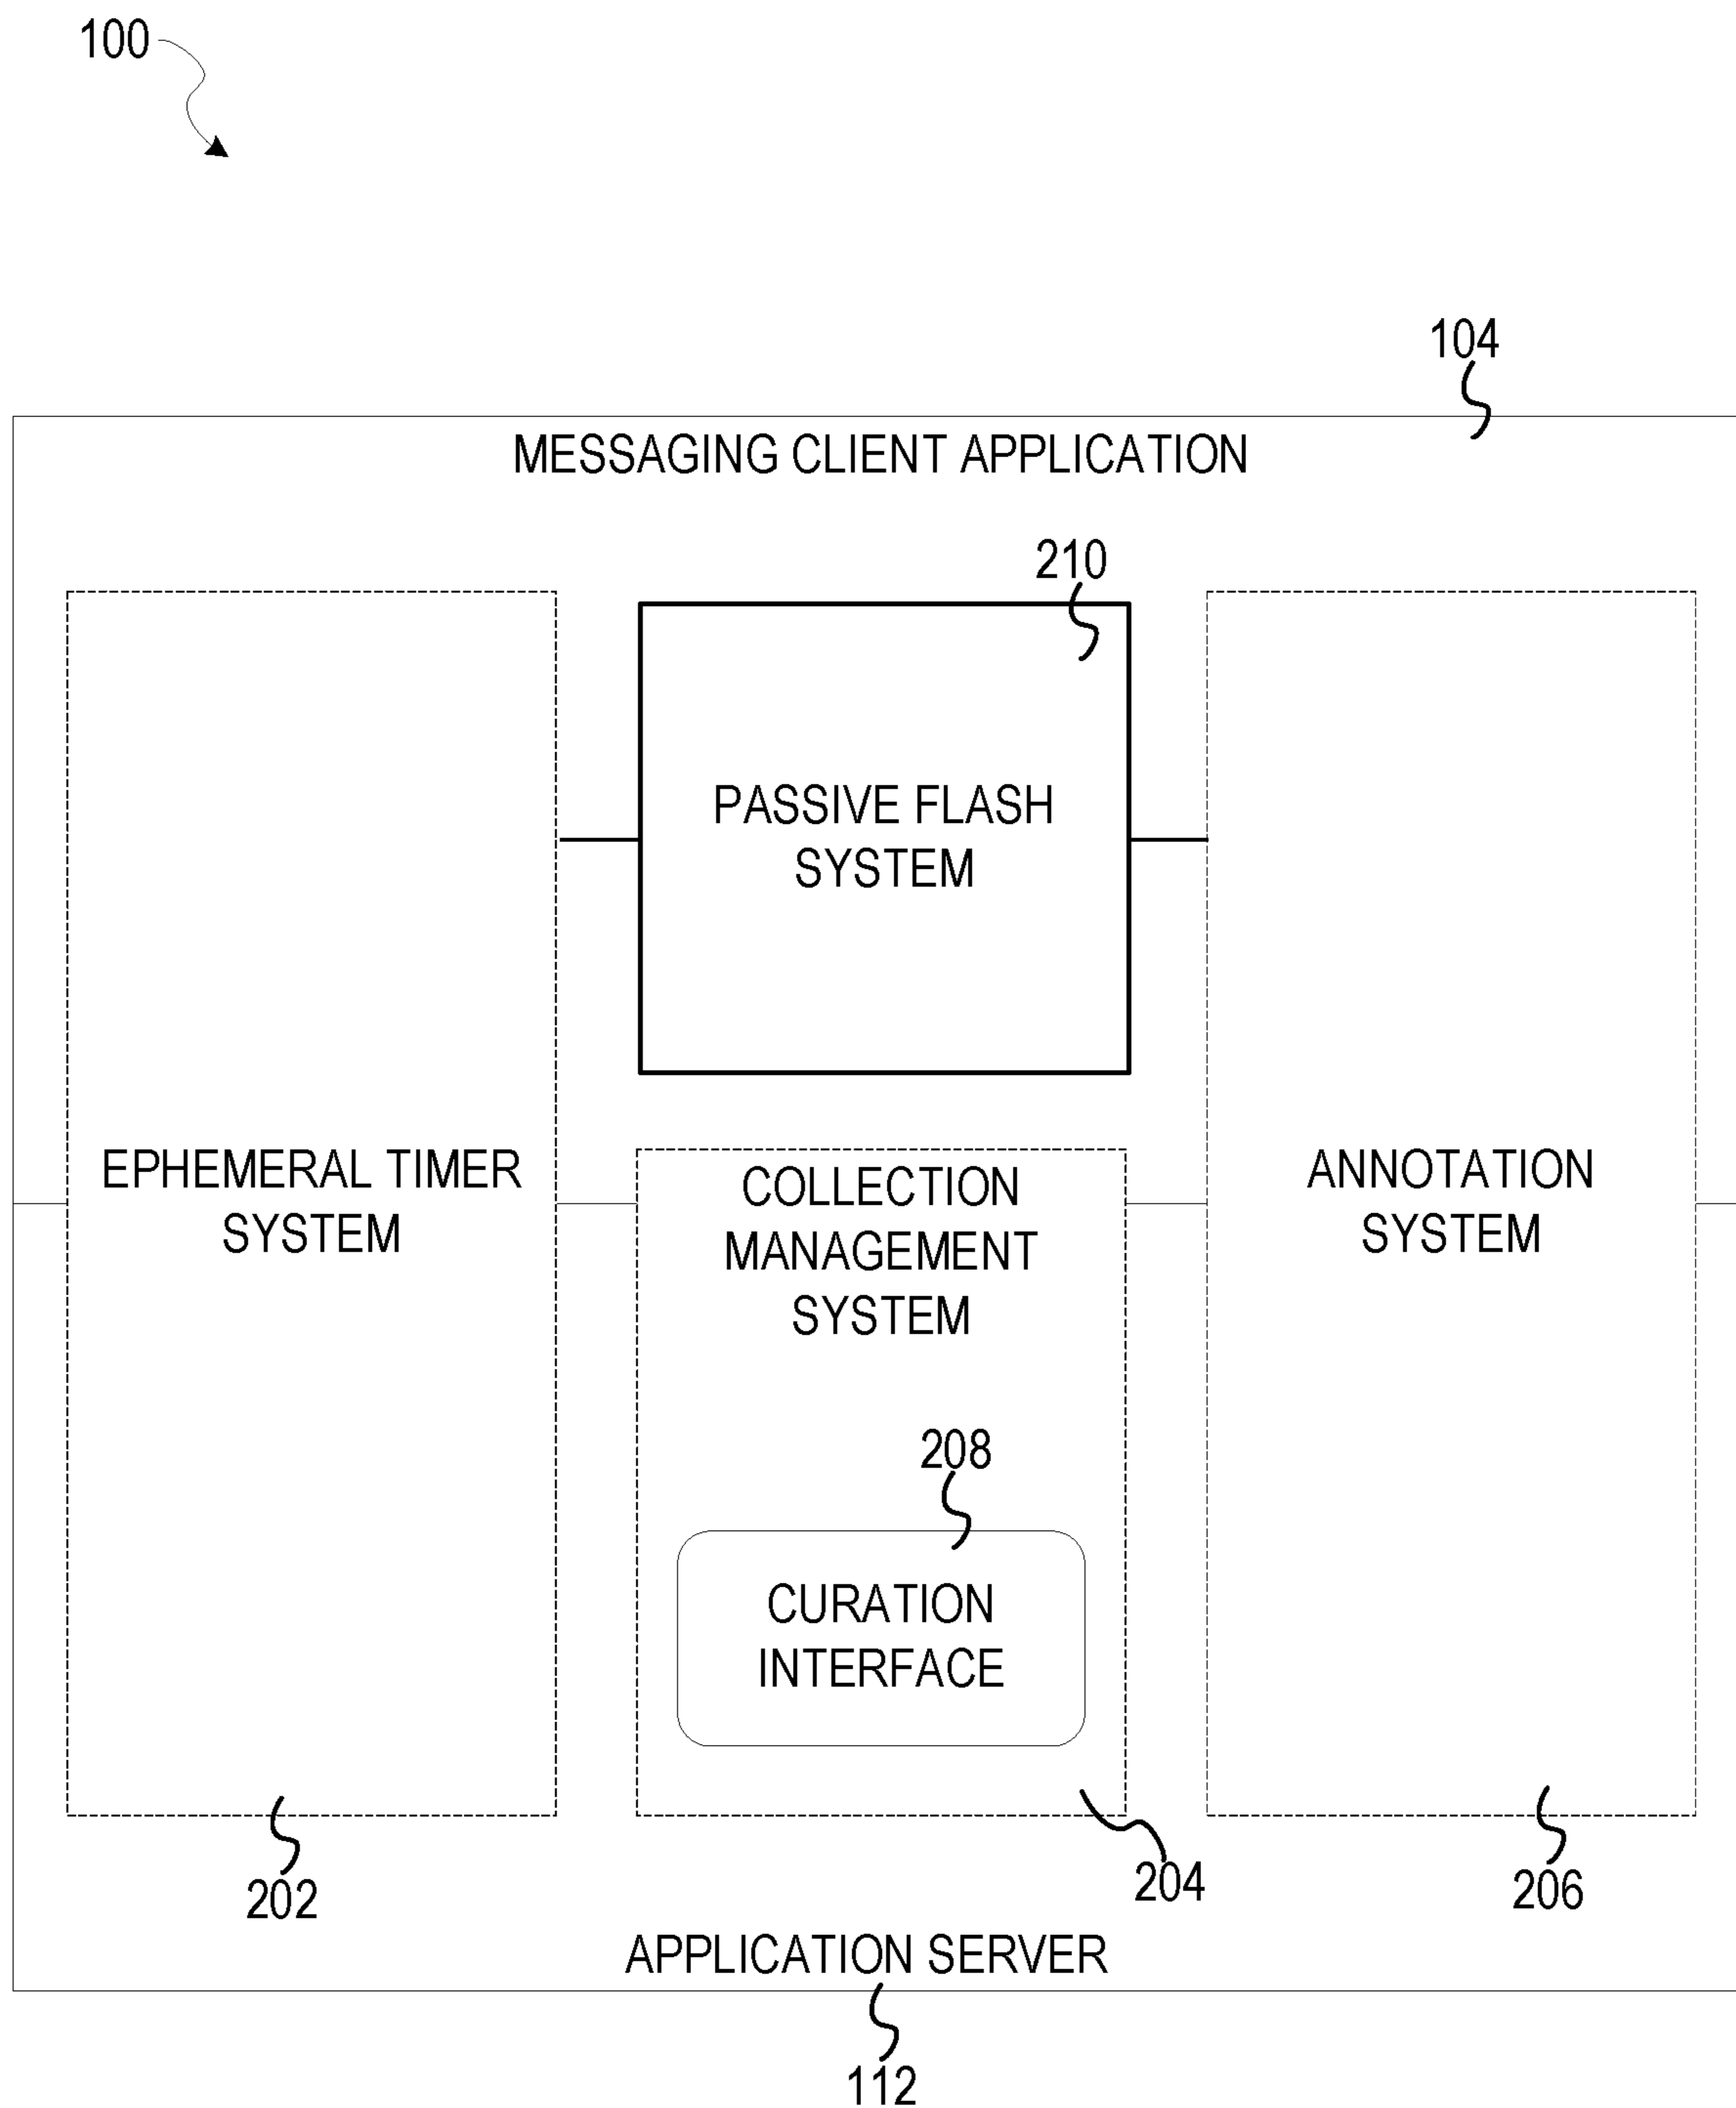 100
104
MESSAGING CLIENT APPLICATION
210
PASSIVE FLASH
SYSTEM
EPHEMERAL TIMER
SYSTEM
COLLECTION
MANAGEMENT
SYSTEM
ANNOTATION
SYSTEM
208
CURATION
INTERFACE
202
204
206
APPLICATION SERVER
112